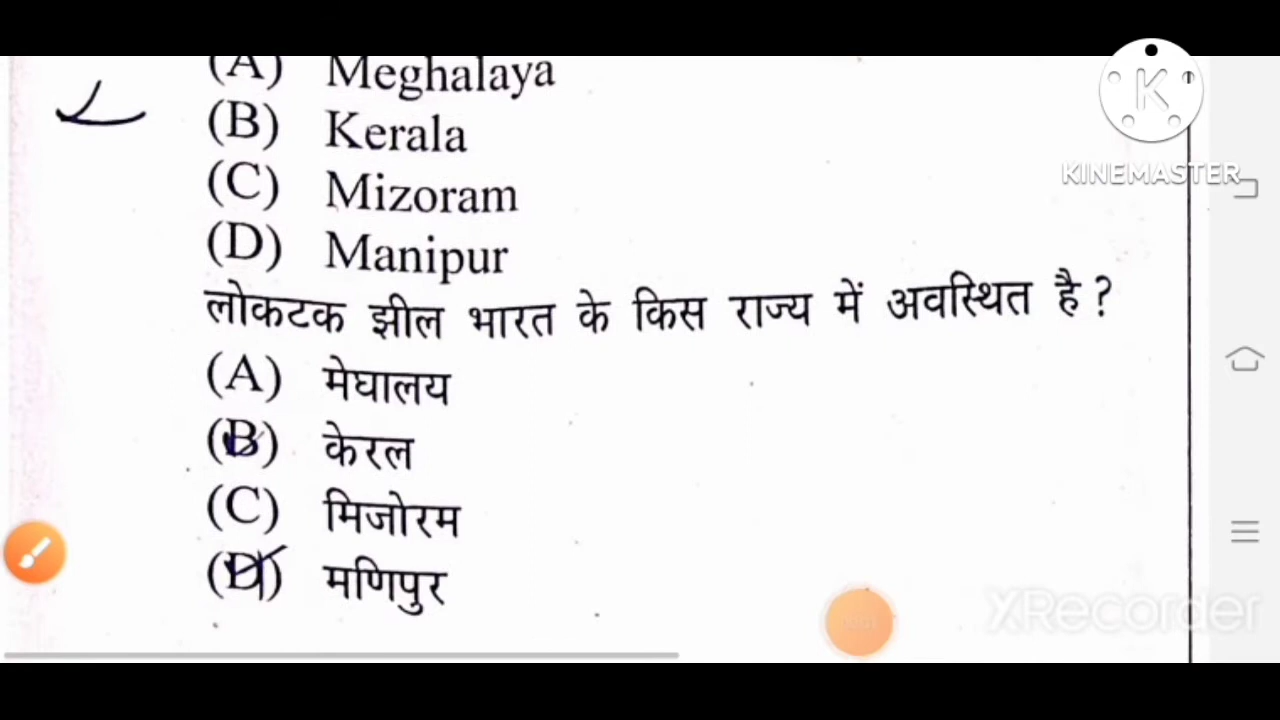 (A) Meghalaya
(B) Kerala
(C) Mizoram
(D) Manipur
लोकटक झील भारत के किस राज्य में अवस्थित है ?
(A) मेघालय
(B) केरल
(C) मिजोरम
(D) मणिपुर
K
KINEMASTER
XRecorder